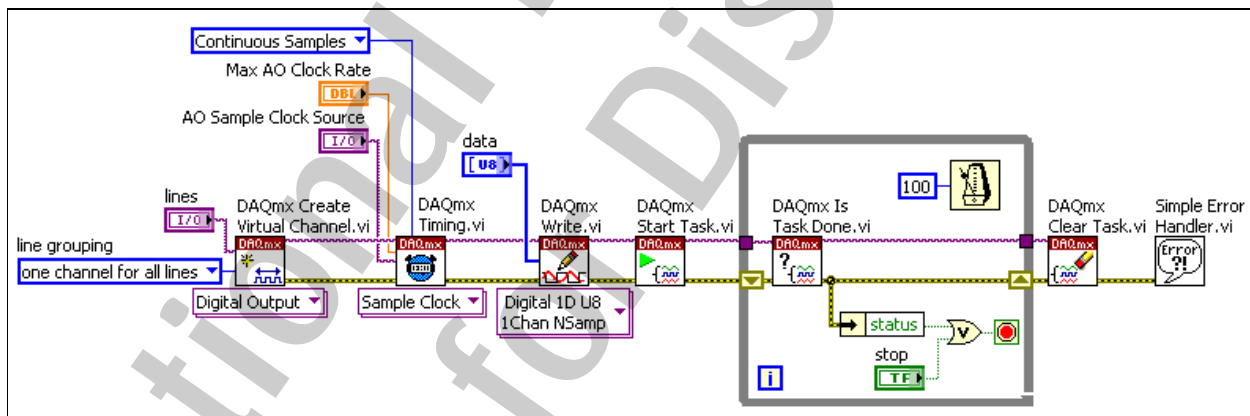 Continuous Samples
Max AO Clock Rate
DBL
AO Sample Clock Source
I/O
data
[U8]
lines
I/O
line grouping
one channel for all lines
DAQmx Create
Virtual Channel.vi
DAQmx
Digital Output
DAQmx
Timing.vi
DAQmx
Sample Clock
DAQmx
Write.vi
DAQmx
Digital 1D U8
1Chan NSamp
DAQmx
Start Task.vi
DAQmx
DAQmx Is
Task Done.vi
DAQmx
?
100
status
stop
TF
V
i
DAQmx
Clear Task.vi
DAQmx
Simple Error
Handler.vi
Error
?!
tional
for Dis